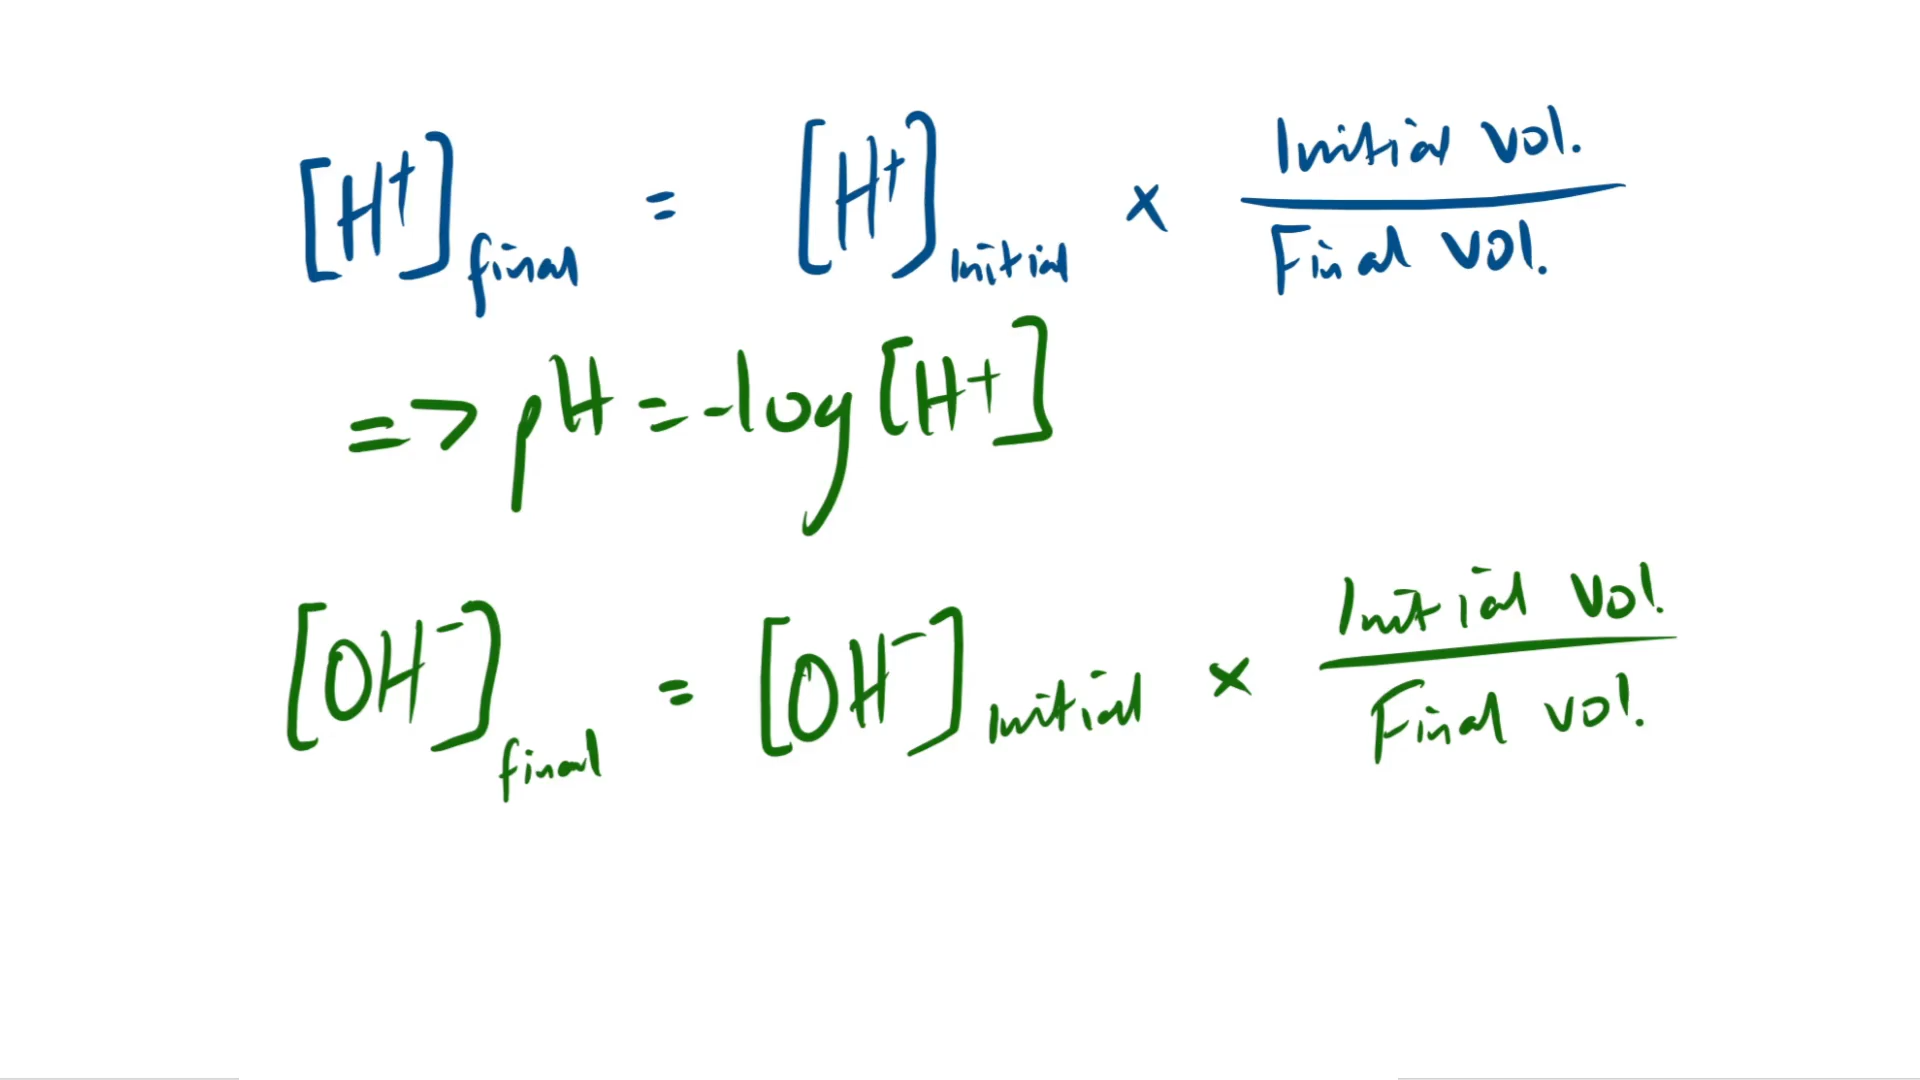 [H+]final = [H+]initial × Initial vol. / Final vol.
=> pH = -log [H+]
[OH-]final = [OH-]initial × Initial vol. / Final vol.